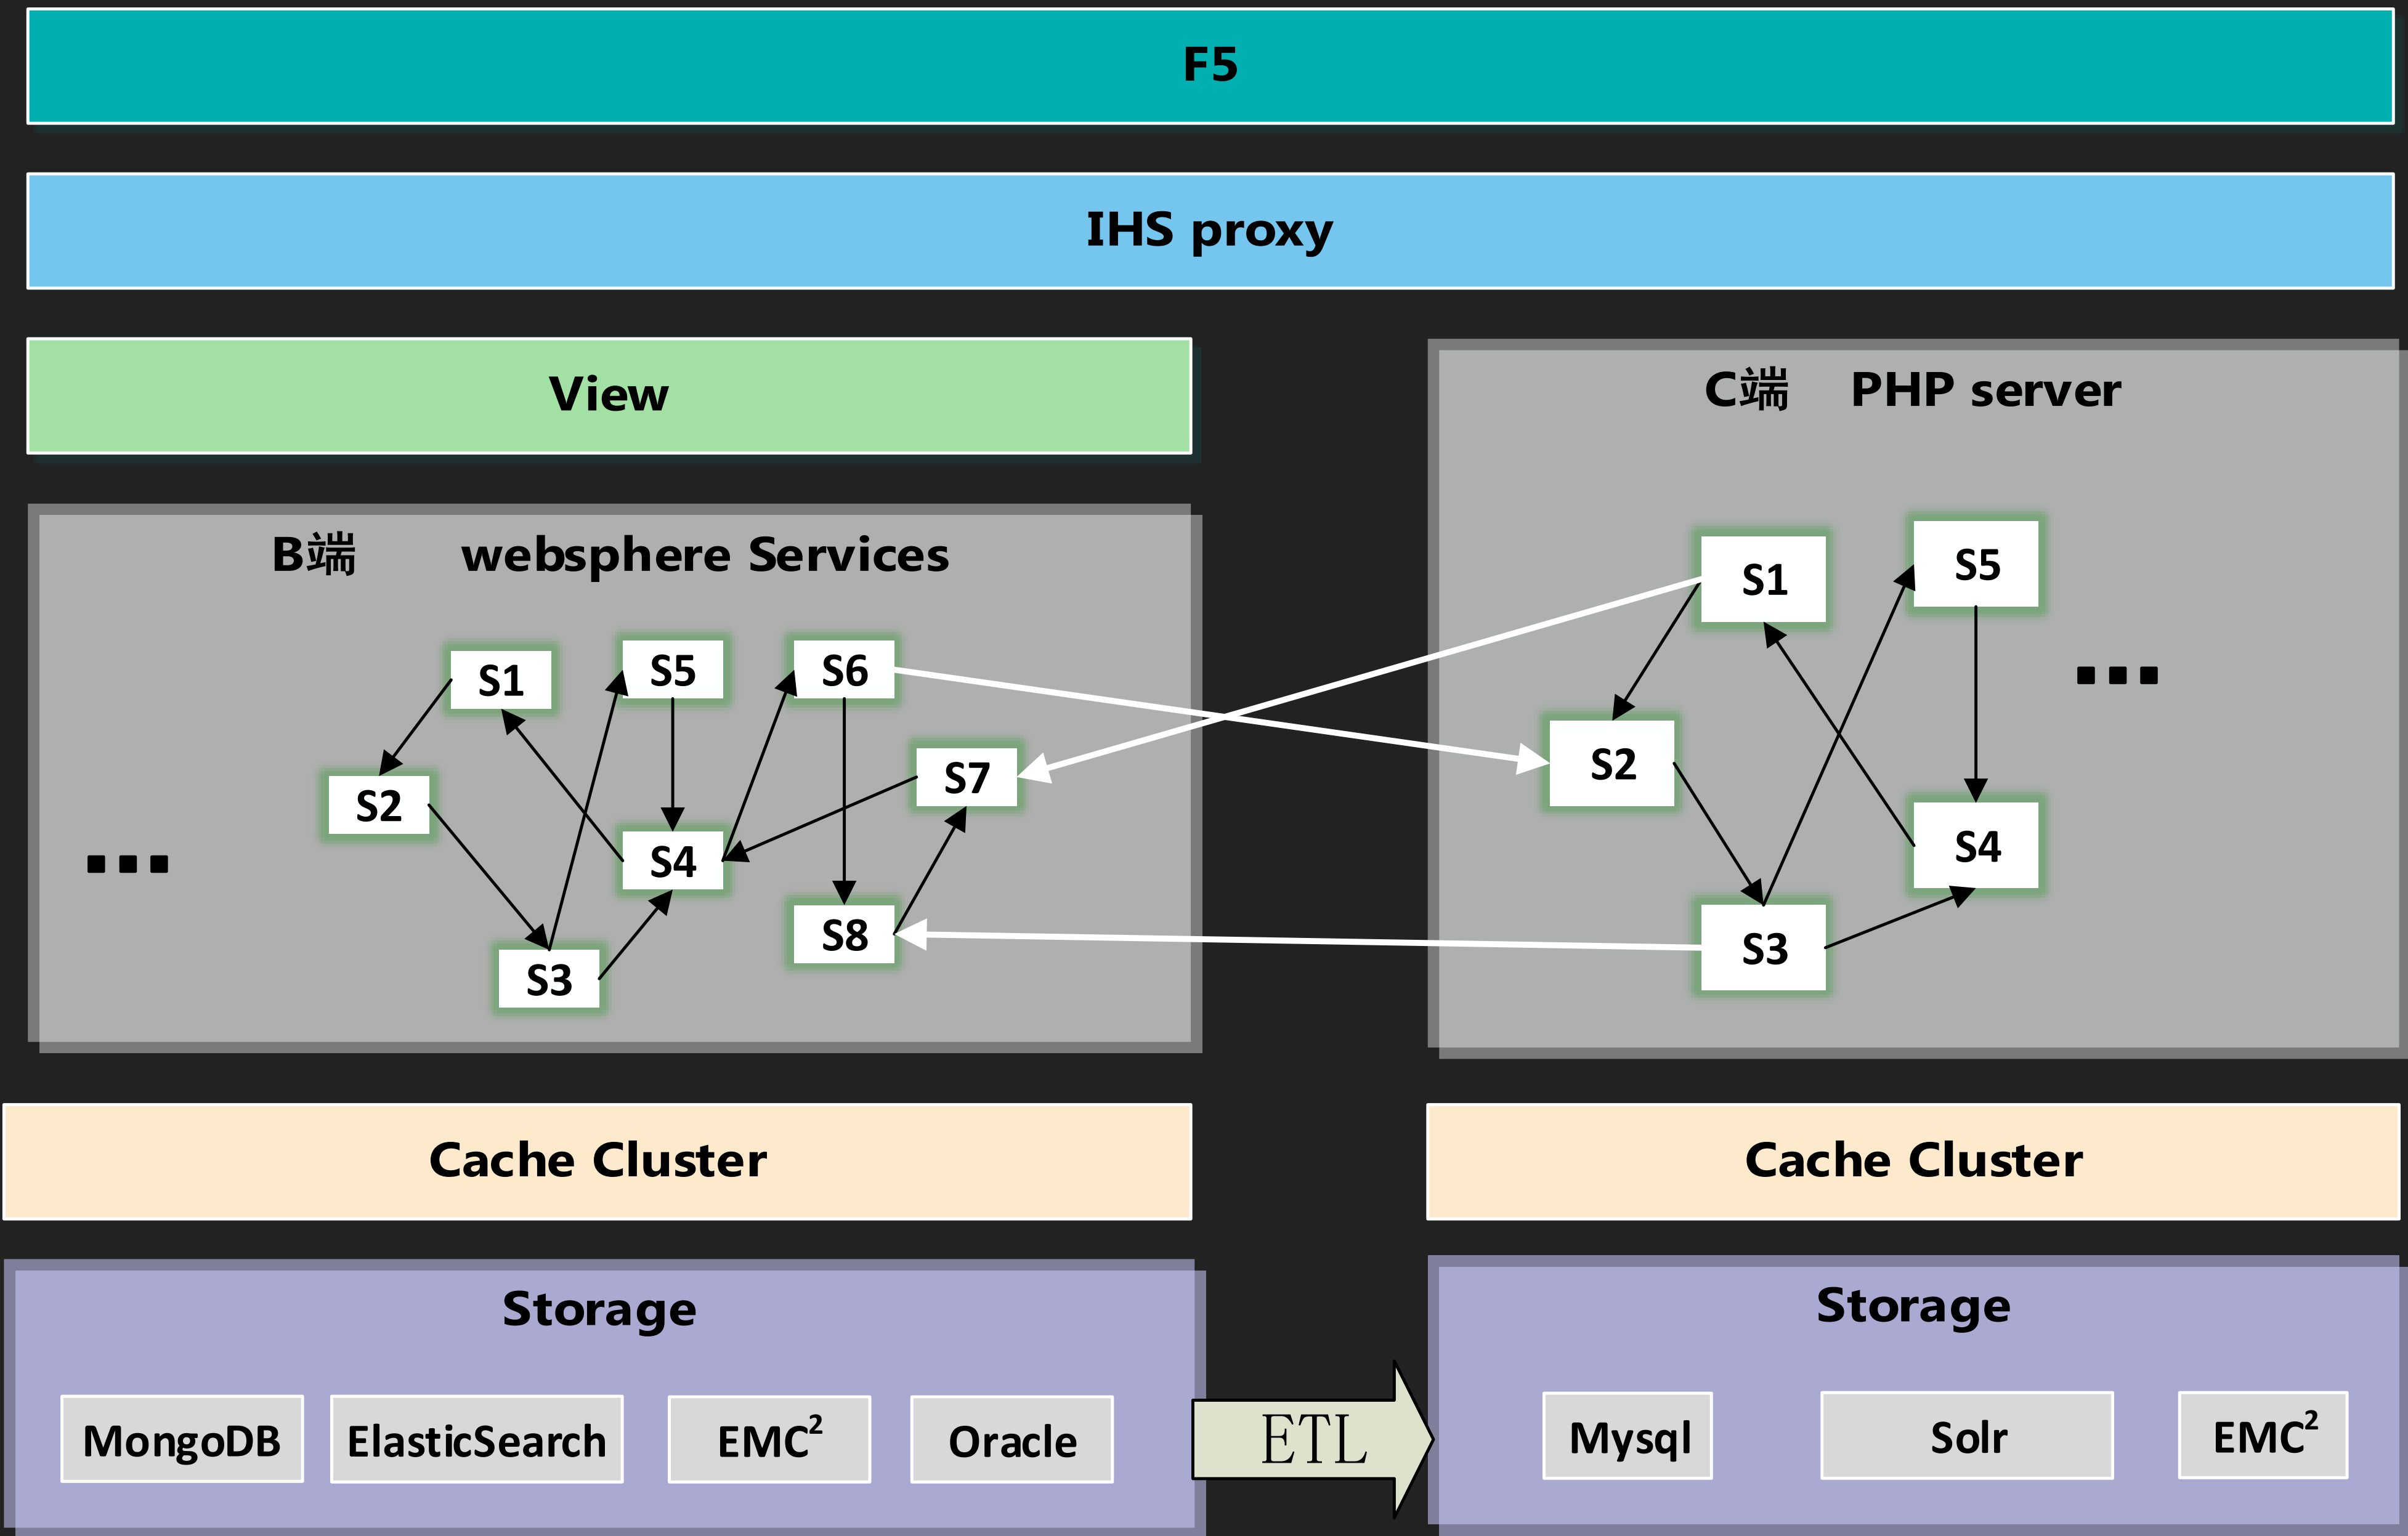 F5
IHS proxy
View
B端 websphere Services
S1
S5
S6
S7
S2
S4
S8
S3
C端 PHP server
S1
S5
S2
S4
S3
Cache Cluster
Cache Cluster
Storage
MongoDB
ElasticSearch
EMC²
Oracle
ETL
Storage
Mysql
Solr
EMC²